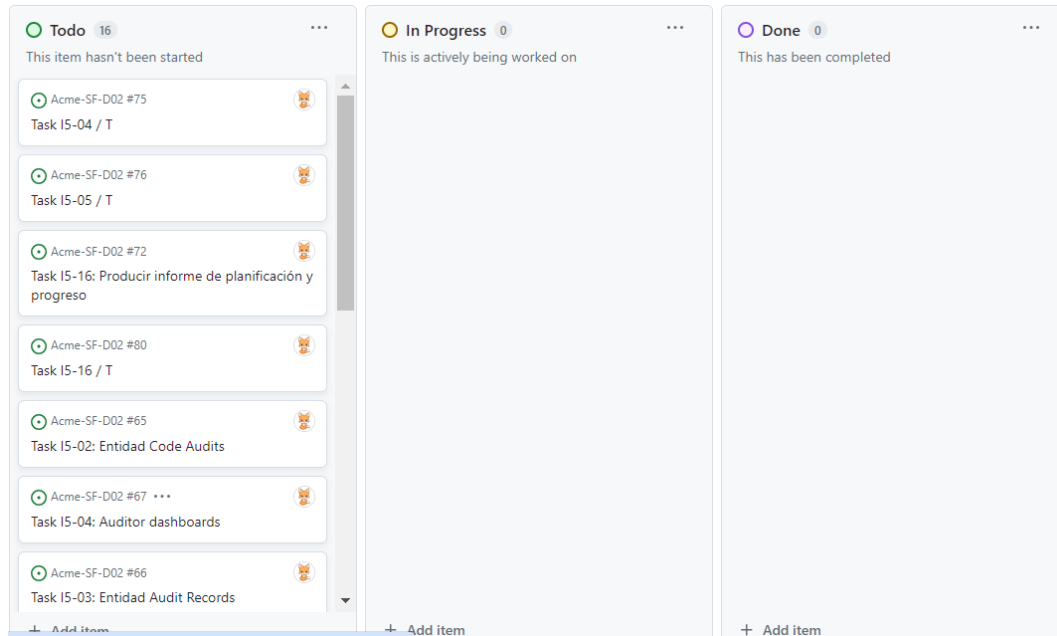 Todo 16
This item hasn't been started
Acme-SF-D02 #75
Task I5-04 / T
Acme-SF-D02 #76
Task I5-05 / T
Acme-SF-D02 #72
Task I5-16: Producir informe de planificación y
progreso
Acme-SF-D02 #80
Task I5-16 / T
Acme-SF-D02 #65
Task I5-02: Entidad Code Audits
Acme-SF-D02 #67 ···
Task I5-04: Auditor dashboards
Acme-SF-D02 #66
Task I5-03: Entidad Audit Records
+ Add item
In Progress 0
This is actively being worked on
+ Add item
Done 0
This has been completed
+ Add item